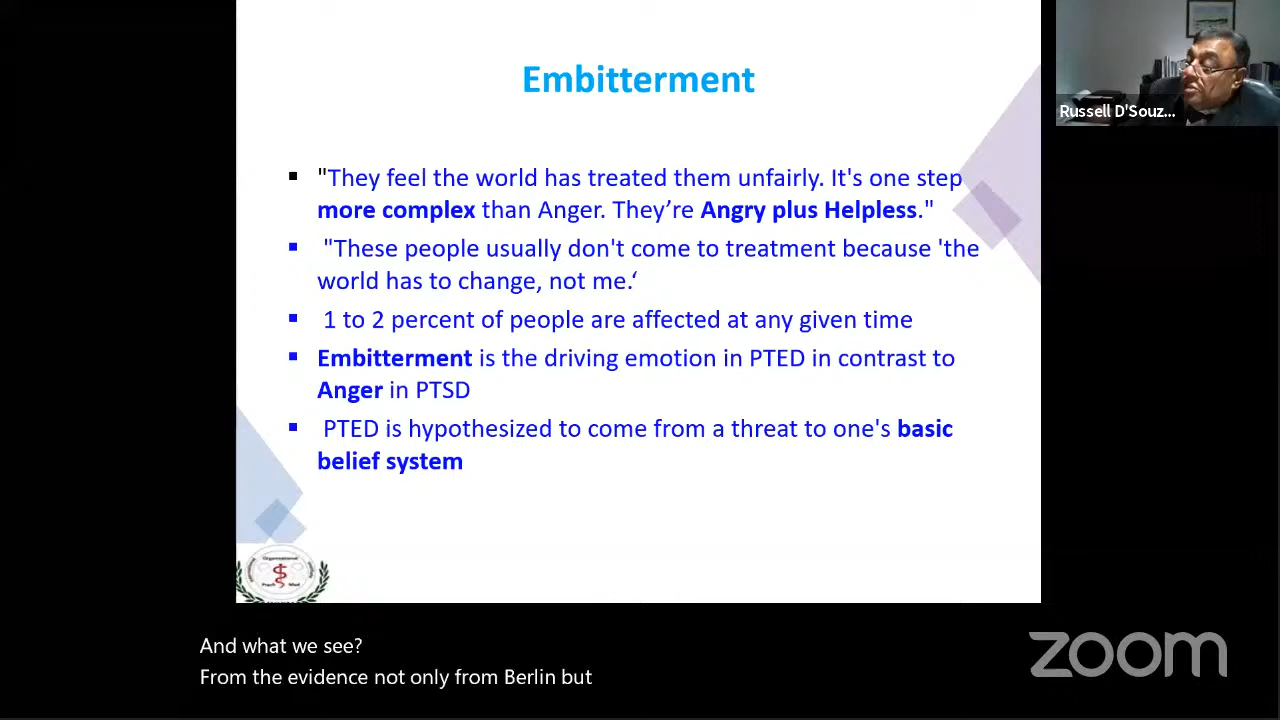 Embitterment
Russell D'Souz...
▪ "They feel the world has treated them unfairly. It's one step
more complex than Anger. They’re Angry plus Helpless."
▪ "These people usually don't come to treatment because 'the
world has to change, not me.‘
▪ 1 to 2 percent of people are affected at any given time
▪ Embitterment is the driving emotion in PTED in contrast to
Anger in PTSD
▪ PTED is hypothesized to come from a threat to one's basic
belief system
Organizational
And what we see?
From the evidence not only from Berlin but
zoom